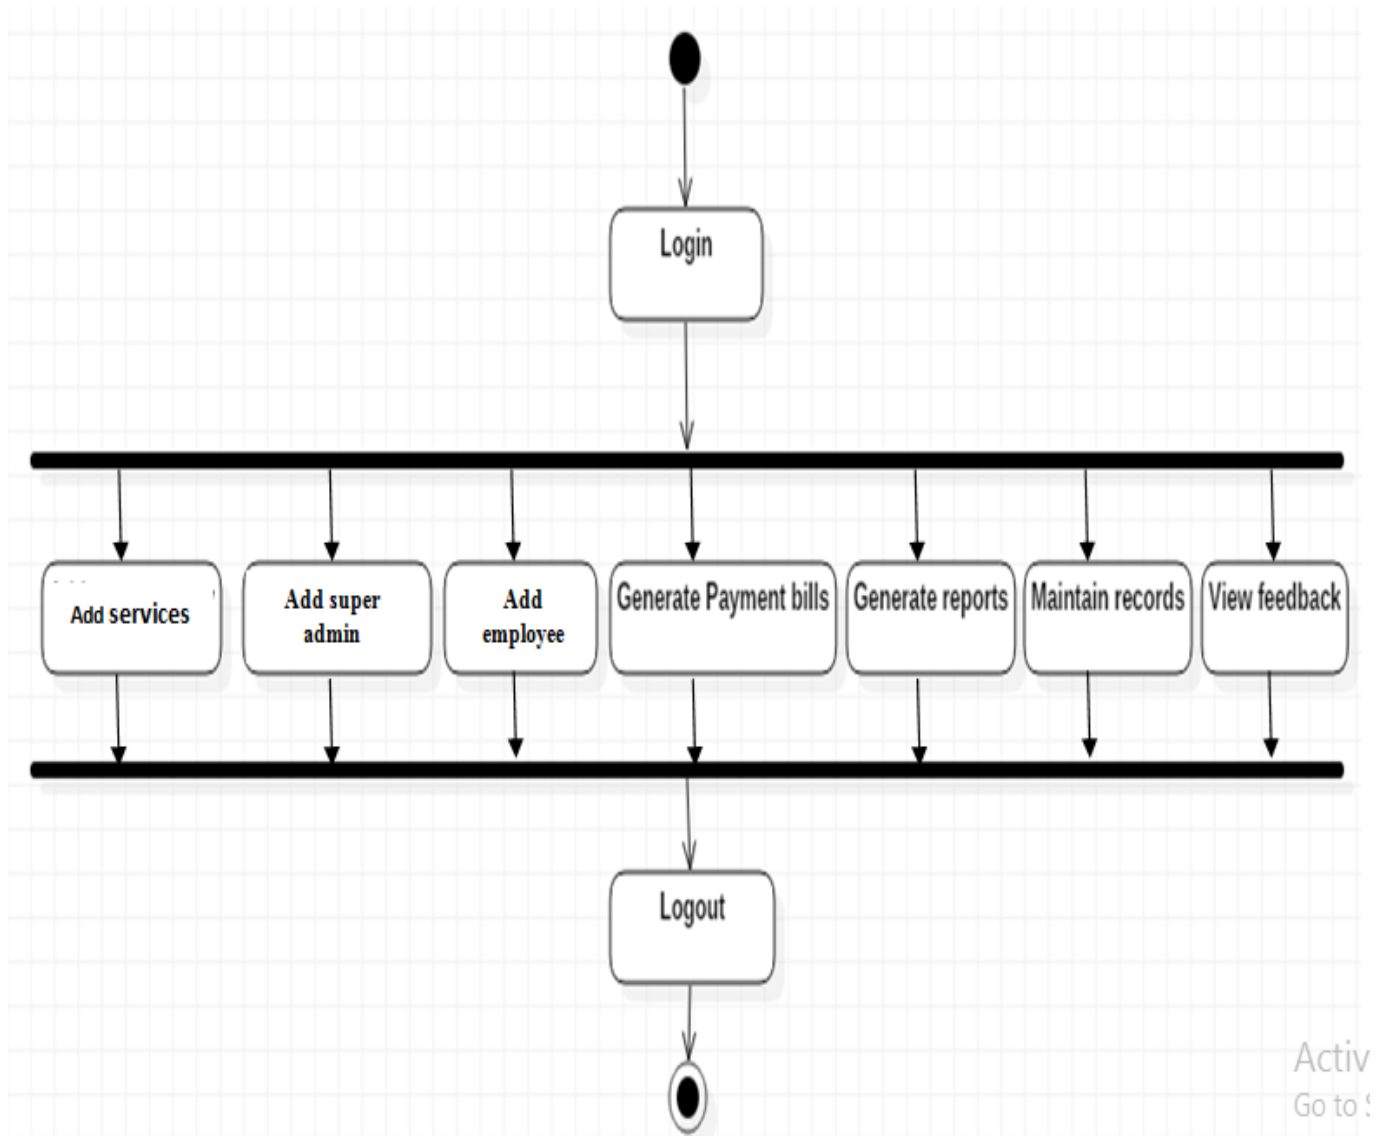 Login
Add services
Add super
admin
Add
employee
Generate Payment bills
Generate reports
Maintain records
View feedback
Logout
Activ
Go to